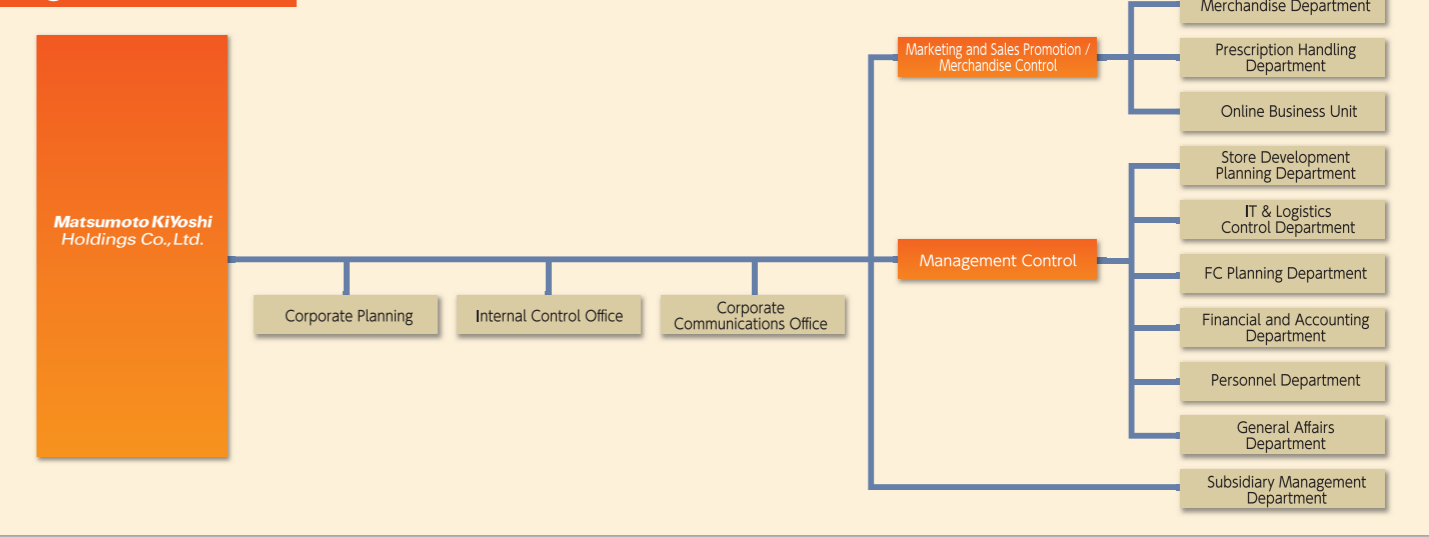 Matsumoto KiYoshi
Holdings Co., Ltd.
Corporate Planning
Internal Control Office
Corporate
Communications Office
Marketing and Sales Promotion /
Merchandise Control
Management Control
Merchandise Department
Prescription Handling
Department
Online Business Unit
Store Development
Planning Department
IT & Logistics
Control Department
FC Planning Department
Financial and Accounting
Department
Personnel Department
General Affairs
Department
Subsidiary Management
Department